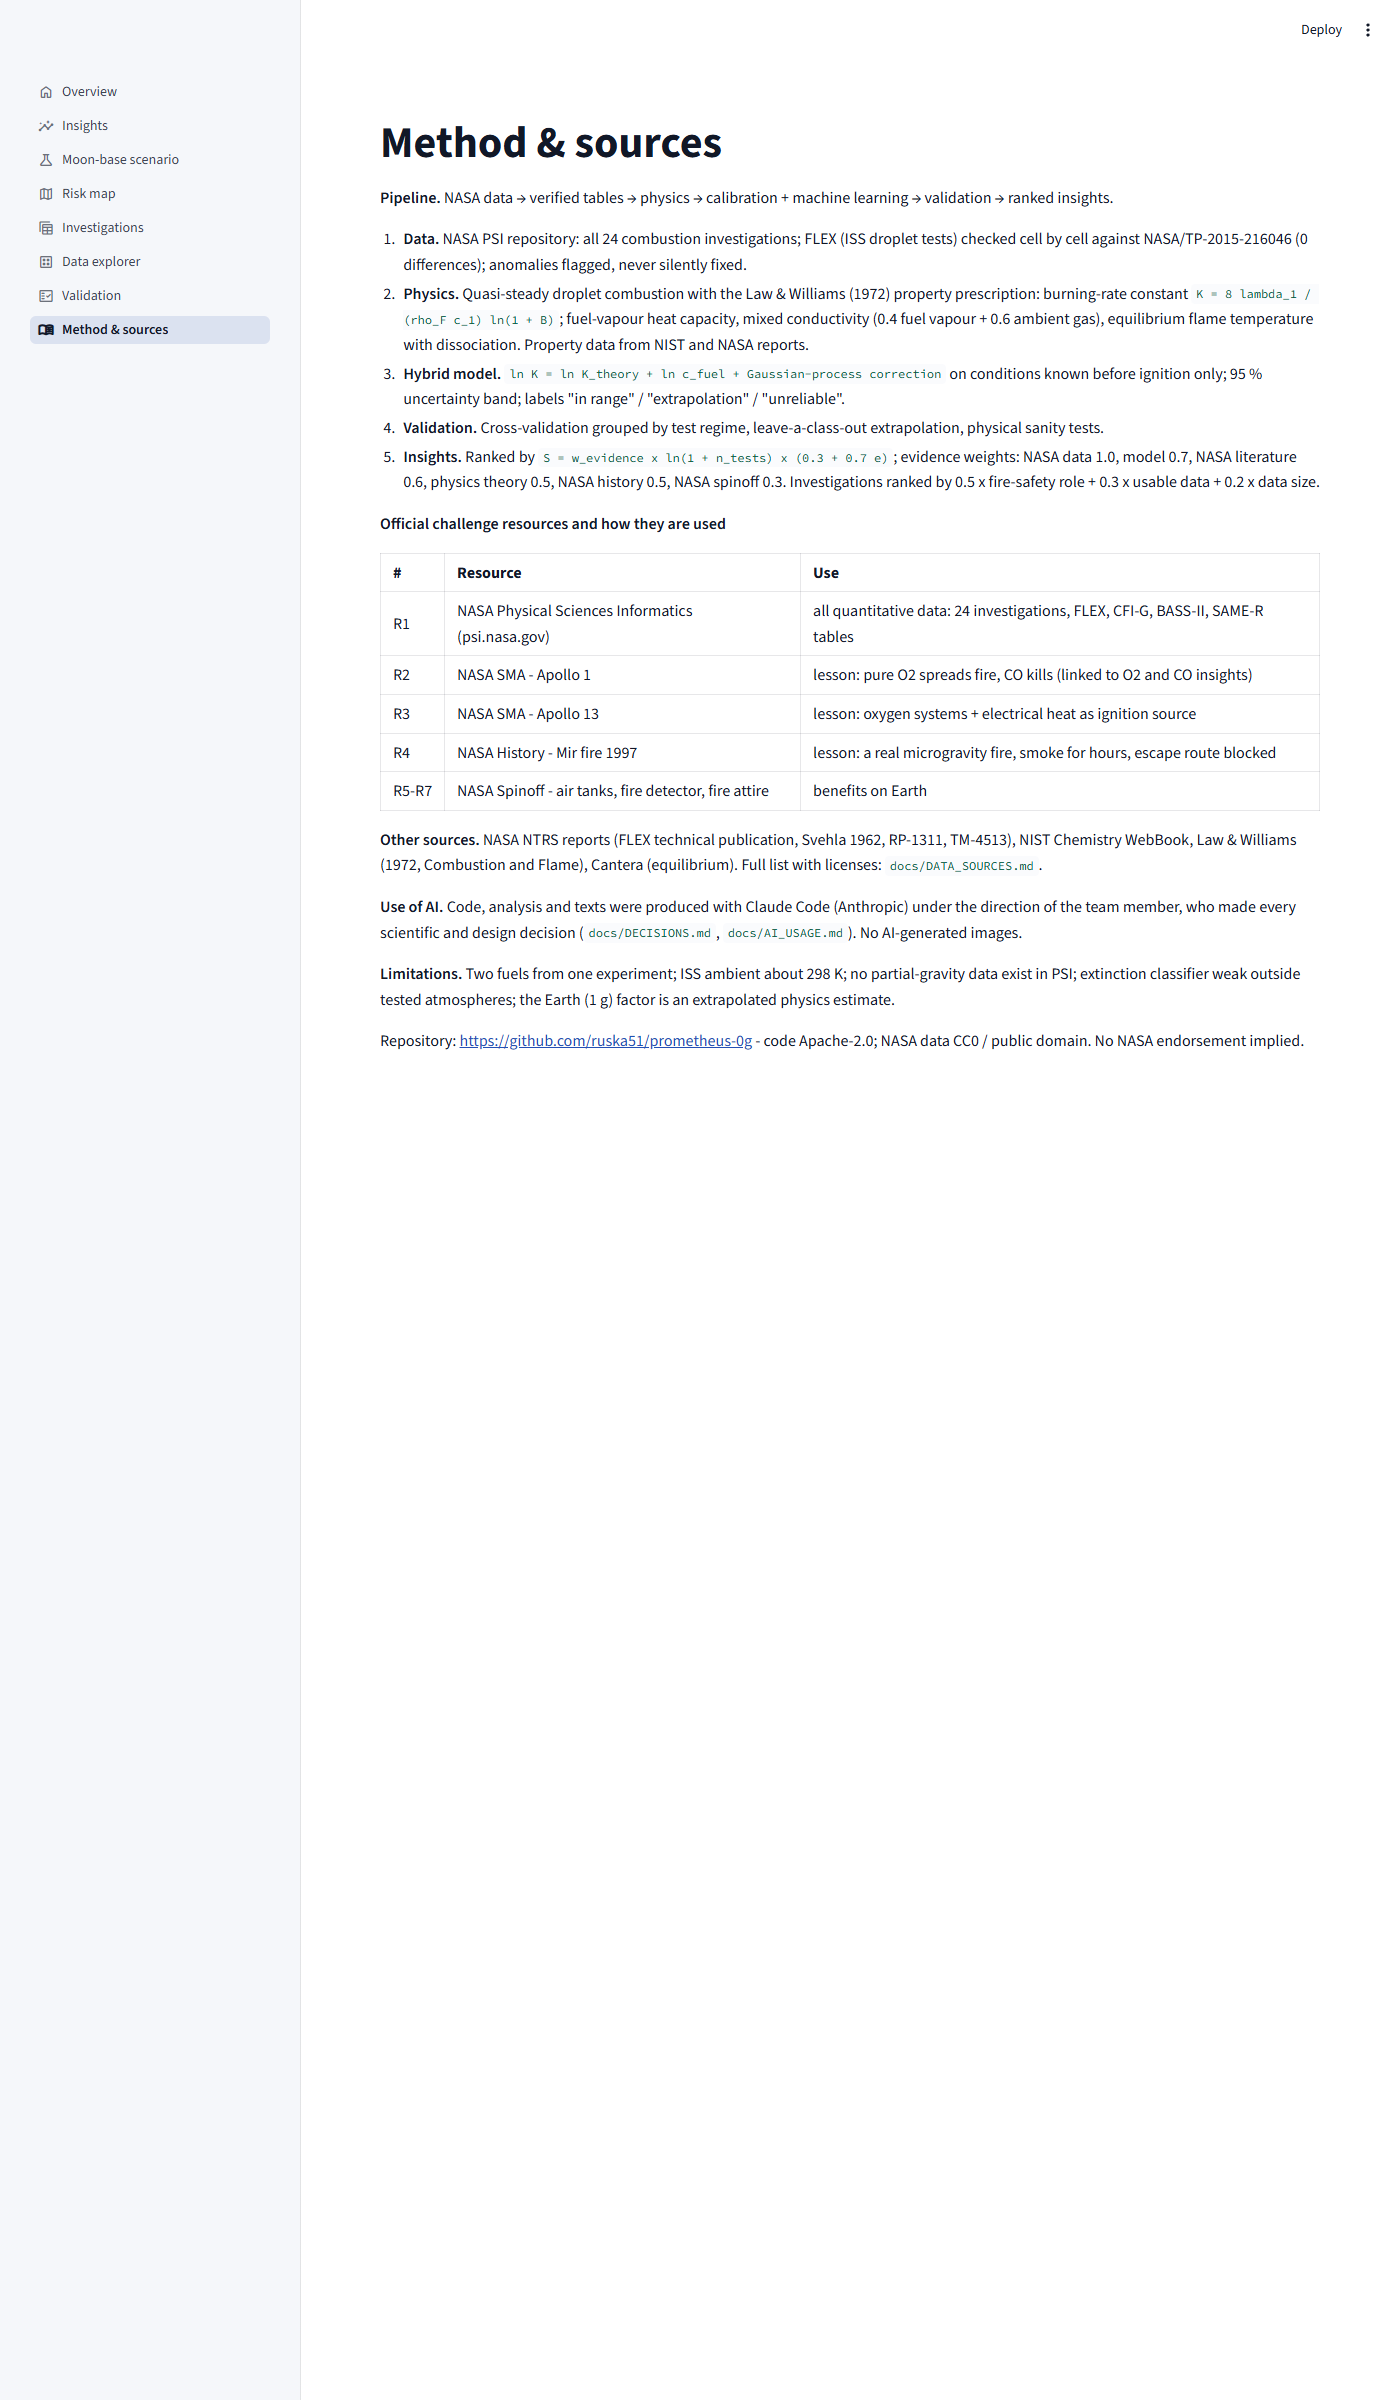 Deploy
Overview
Insights
Moon-base scenario
Risk map
Investigations
Data explorer
Validation
Method & sources
Method & sources
Pipeline. NASA data → verified tables → physics → calibration + machine learning → validation → ranked insights.
1. Data. NASA PSI repository: all 24 combustion investigations; FLEX (ISS droplet tests) checked cell by cell against NASA/TP-2015-216046 (0
differences); anomalies flagged, never silently fixed.
2. Physics. Quasi-steady droplet combustion with the Law & Williams (1972) property prescription: burning-rate constant K = 8 lambda_1 /
(rho_F c_1) ln(1 + B) ; fuel-vapour heat capacity, mixed conductivity (0.4 fuel vapour + 0.6 ambient gas), equilibrium flame temperature
with dissociation. Property data from NIST and NASA reports.
3. Hybrid model. ln K = ln K_theory + ln c_fuel + Gaussian-process correction on conditions known before ignition only; 95 %
uncertainty band; labels "in range" / "extrapolation" / "unreliable".
4. Validation. Cross-validation grouped by test regime, leave-a-class-out extrapolation, physical sanity tests.
5. Insights. Ranked by S = w_evidence x ln(1 + n_tests) x (0.3 + 0.7 e) ; evidence weights: NASA data 1.0, model 0.7, NASA literature
0.6, physics theory 0.5, NASA history 0.5, NASA spinoff 0.3. Investigations ranked by 0.5 x fire-safety role + 0.3 x usable data + 0.2 x data size.
Official challenge resources and how they are used
# Resource Use
R1 NASA Physical Sciences Informatics (psi.nasa.gov) all quantitative data: 24 investigations, FLEX, CFI-G, BASS-II, SAME-R tables
R2 NASA SMA - Apollo 1 lesson: pure O2 spreads fire, CO kills (linked to O2 and CO insights)
R3 NASA SMA - Apollo 13 lesson: oxygen systems + electrical heat as ignition source
R4 NASA History - Mir fire 1997 lesson: a real microgravity fire, smoke for hours, escape route blocked
R5-R7 NASA Spinoff - air tanks, fire detector, fire attire benefits on Earth
Other sources. NASA NTRS reports (FLEX technical publication, Svehla 1962, RP-1311, TM-4513), NIST Chemistry WebBook, Law & Williams
(1972, Combustion and Flame), Cantera (equilibrium). Full list with licenses: docs/DATA_SOURCES.md .
Use of AI. Code, analysis and texts were produced with Claude Code (Anthropic) under the direction of the team member, who made every
scientific and design decision ( docs/DECISIONS.md , docs/AI_USAGE.md ). No AI-generated images.
Limitations. Two fuels from one experiment; ISS ambient about 298 K; no partial-gravity data exist in PSI; extinction classifier weak outside
tested atmospheres; the Earth (1 g) factor is an extrapolated physics estimate.
Repository: https://github.com/ruska51/prometheus-0g - code Apache-2.0; NASA data CC0 / public domain. No NASA endorsement implied.